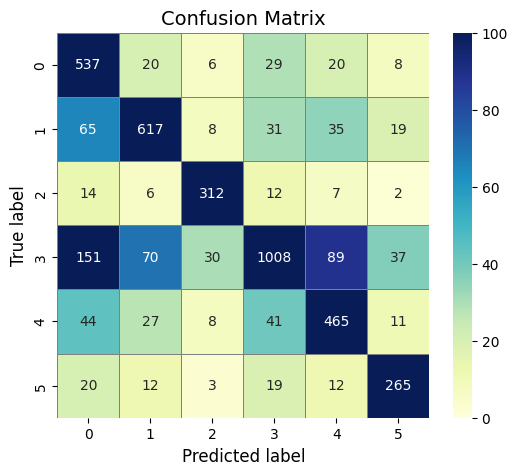 Confusion Matrix
100
0 537 20 6 29 20 8
1 65 617 8 31 35 19
80
2 14 6 312 12 7 2
60
3 151 70 30 1008 89 37
40
4 44 27 8 41 465 11
20
5 20 12 3 19 12 265
0
0 1 2 3 4 5
True label
Predicted label